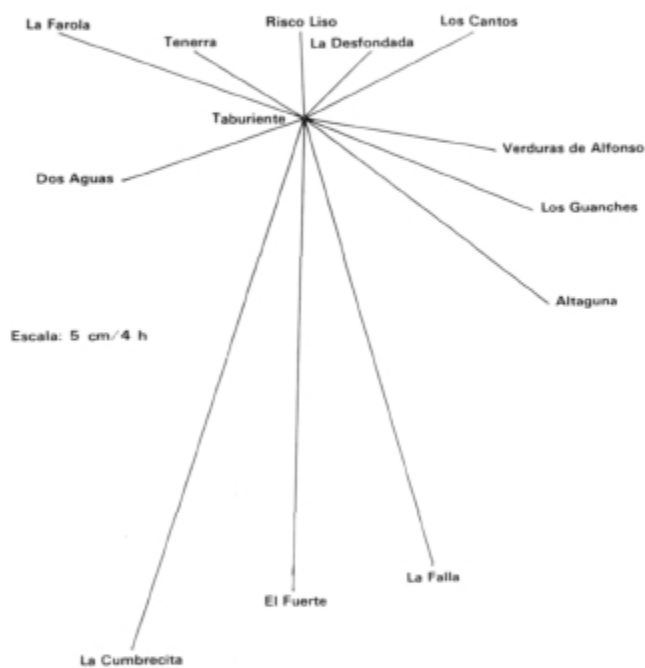 Risco Liso
La Farola
Los Cantos
Tenerra
La Desfondada
Taburiente
Verduras de Alfonso
Dos Aguas
Los Guanches
Altaguna
Escala: 5 cm/4 h
La Falla
El Fuerte
La Cumbrecita